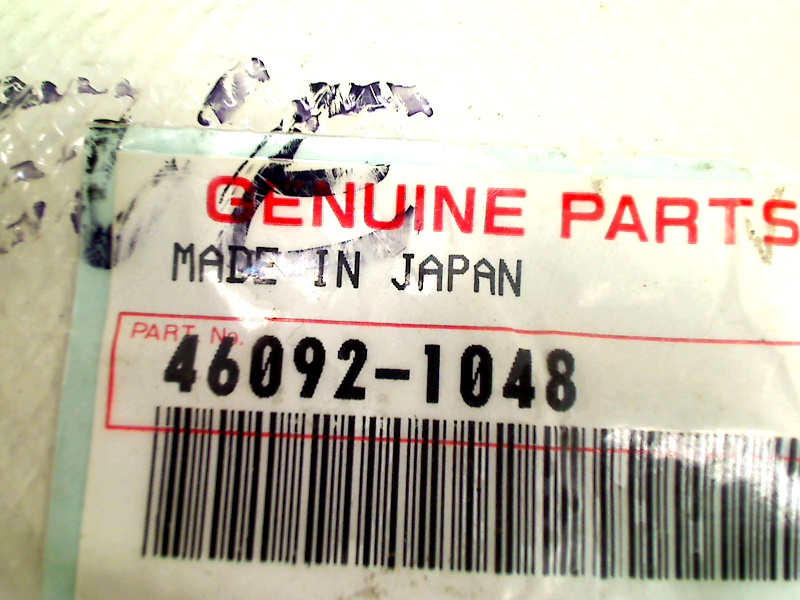 GENUINE PARTS
MADE IN JAPAN
PART No.
46092-1048